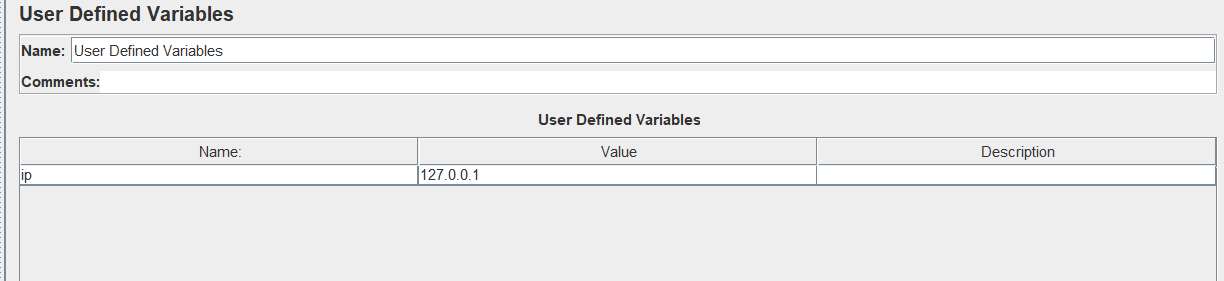 User Defined Variables
Name: User Defined Variables
Comments:
User Defined Variables
Name: Value Description
ip 127.0.0.1